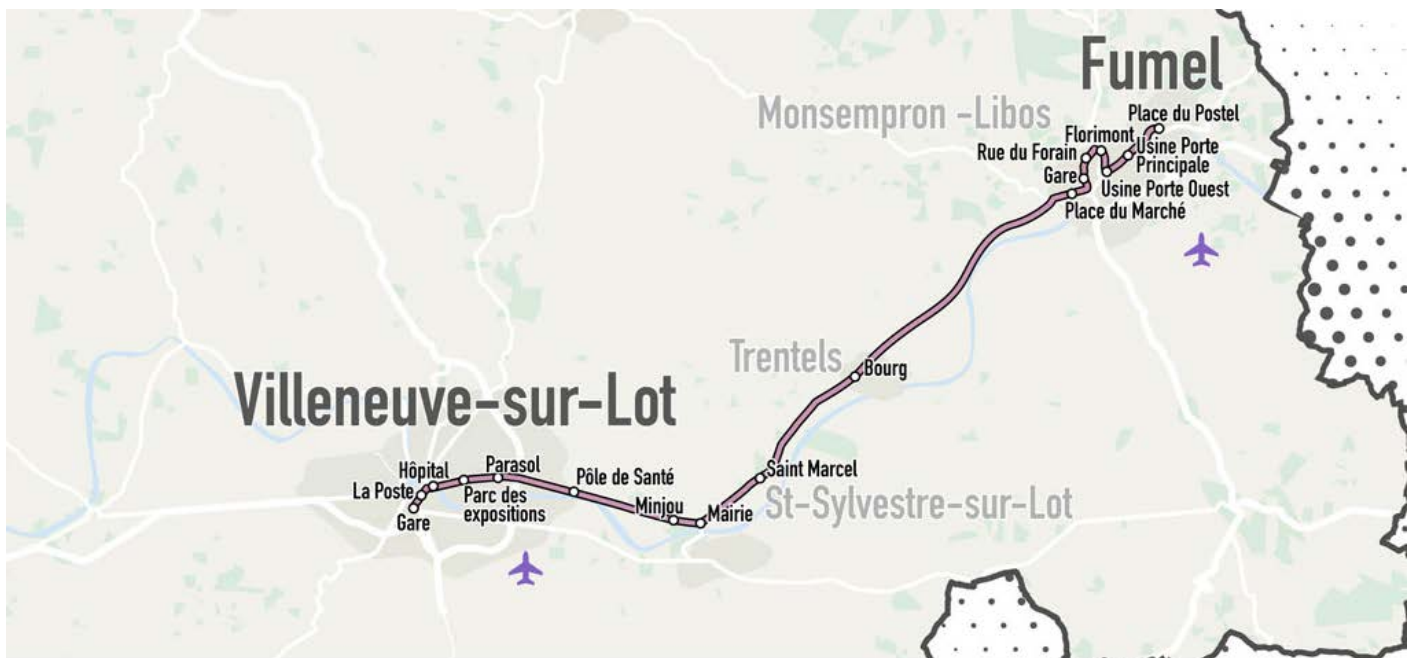 Fumel
Monsempron -Libos
Place du Postel
Florimont
Rue du Forain
Usine Porte
Principale
Gare
Usine Porte Ouest
Place du Marché
Trentels
Bourg
Villeneuve-sur-Lot
Hôpital
Parasol
Saint Marcel
Pôle de Santé
La Poste
Parc des
expositions
Minjou
Mairie
St-Sylvestre-sur-Lot
Gare